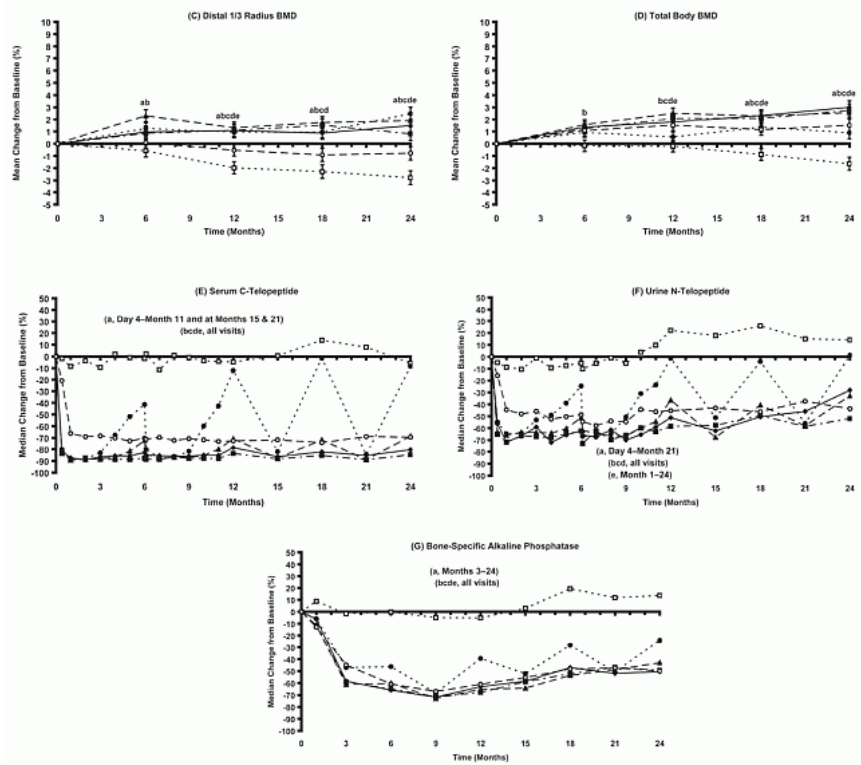 (C) Distal 1/3 Radius BMD
Mean Change from Baseline (%)
10
9
8
7
6
5
4
3
2
1
0
-1
-2
-3
-4
-5
ab
abcde
abcd
abcde
0 3 6 9 12 15 18 21 24
Time (Months)
(D) Total Body BMD
Mean Change from Baseline (%)
10
9
8
7
6
5
4
3
2
1
0
-1
-2
-3
-4
-5
b
bcde
abcde
abcde
0 3 6 9 12 15 18 21 24
Time (Months)
(E) Serum C-Telopeptide
(a, Day 4–Month 11 and at Months 15 & 21)
(bcde, all visits)
Median Change from Baseline (%)
50
40
30
20
10
0
-10
-20
-30
-40
-50
-60
-70
-80
-90
-100
0 3 6 9 12 15 18 21 24
Time (Months)
(F) Urine N-Telopeptide
Median Change from Baseline (%)
50
40
30
20
10
0
-10
-20
-30
-40
-50
-60
-70
-80
-90
-100
(a, Day 4–Month 21)
(bcd, all visits)
(e, Month 1–24)
0 3 6 9 12 15 18 21 24
Time (Months)
(G) Bone-Specific Alkaline Phosphatase
(a, Months 3–24)
(bcde, all visits)
Median Change from Baseline (%)
50
40
30
20
10
0
-10
-20
-30
-40
-50
-60
-70
-80
-90
-100
0 3 6 9 12 15 18 21 24
Time (Months)